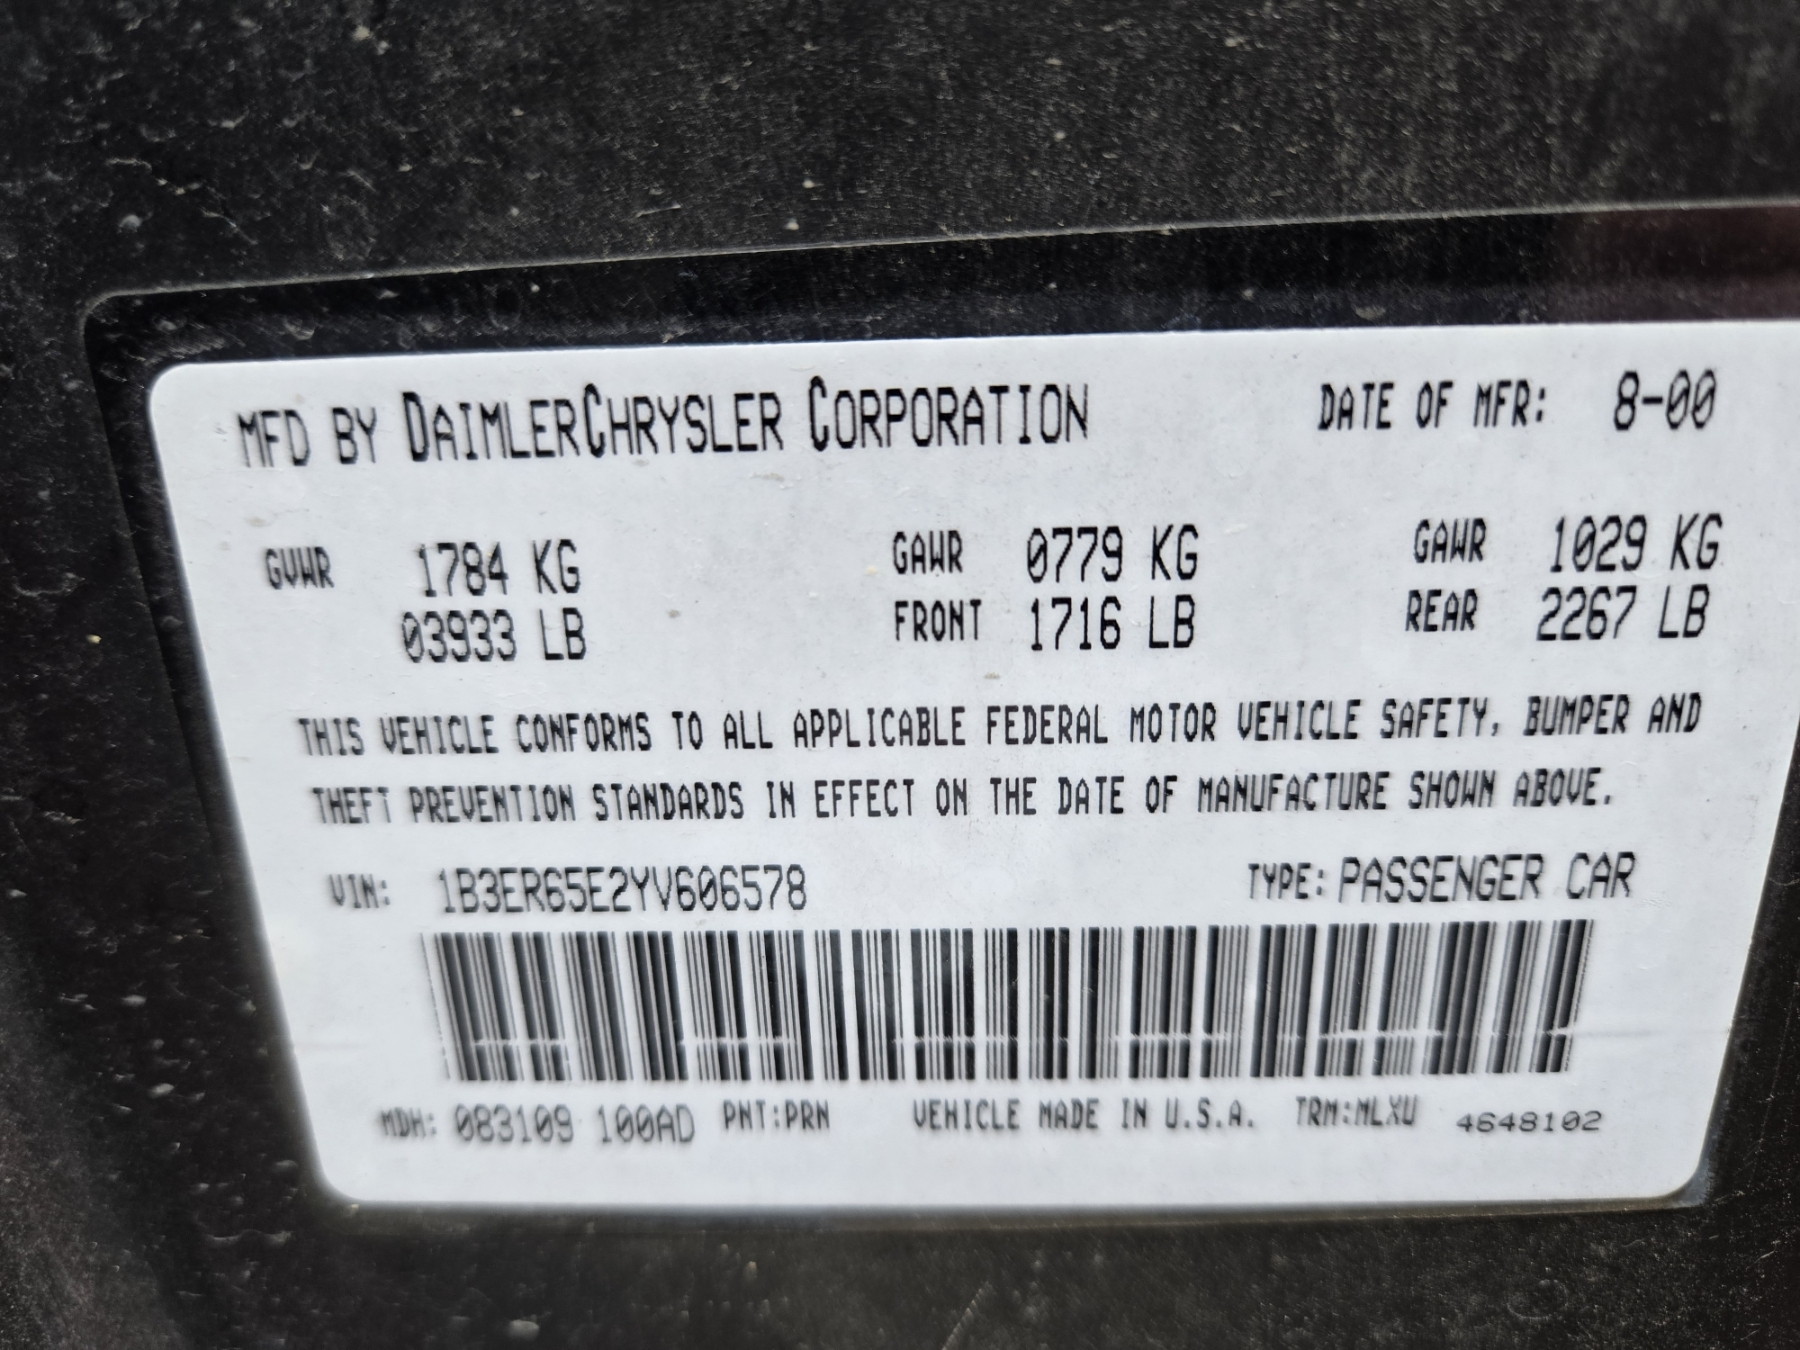 MFD BY DAIMLERCHRYSLER CORPORATION DATE OF MFR: 8-00
GVWR 1784 KG GAWR 0779 KG GAWR 1029 KG
03933 LB FRONT 1716 LB REAR 2267 LB
THIS VEHICLE CONFORMS TO ALL APPLICABLE FEDERAL MOTOR VEHICLE SAFETY, BUMPER AND
THEFT PREVENTION STANDARDS IN EFFECT ON THE DATE OF MANUFACTURE SHOWN ABOVE.
VIN: 1B3ER65E2YV606578 TYPE: PASSENGER CAR
MDH: 083109 100AD PNT:PRN VEHICLE MADE IN U.S.A. TRM:MLXU 4648102